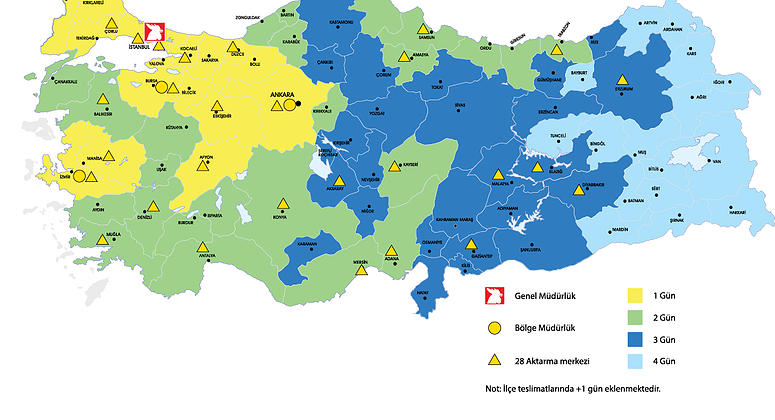 KIRKLARELİ
TEKİRDAĞ
ÇORLU
İSTANBUL
YALOVA
KOCAELİ
SAKARYA
DÜZCE
BOLU
ZONGULDAK
BARTIN
KARABÜK
KASTAMONU
ÇANKIRI
SAMSUN
AMASYA
ÇORUM
TOKAT
ORDU
GİRESUN
TRABZON
RİZE
ARTVİN
ARDAHAN
KARS
IĞDIR
AĞRI
GÜMÜŞHANE
BAYBURT
ERZURUM
ERZİNCAN
SİVAS
YOZGAT
KIRIKKALE
ANKARA
ESKİŞEHİR
BİLECİK
BURSA
ÇANAKKALE
BALIKESİR
KÜTAHYA
MANİSA
İZMİR
UŞAK
AFYON
AYDIN
DENİZLİ
MUĞLA
BURDUR
ISPARTA
ANTALYA
KONYA
KARAMAN
AKSARAY
KIRŞEHİR
NEVŞEHİR
NİĞDE
KAYSERİ
MERSİN
ADANA
OSMANİYE
HATAY
KİLİS
GAZİANTEP
KAHRAMAN MARAŞ
ADIYAMAN
MALATYA
ELAZIĞ
TUNCELİ
BİNGÖL
MUŞ
BİTLİS
VAN
DİYARBAKIR
BATMAN
SİİRT
ŞIRNAK
HAKKARİ
MARDİN
ŞANLIURFA
Genel Müdürlük
Bölge Müdürlük
28 Aktarma merkezi
1 Gün
2 Gün
3 Gün
4 Gün
Not: İlçe teslimatlarında +1 gün eklenmektedir.